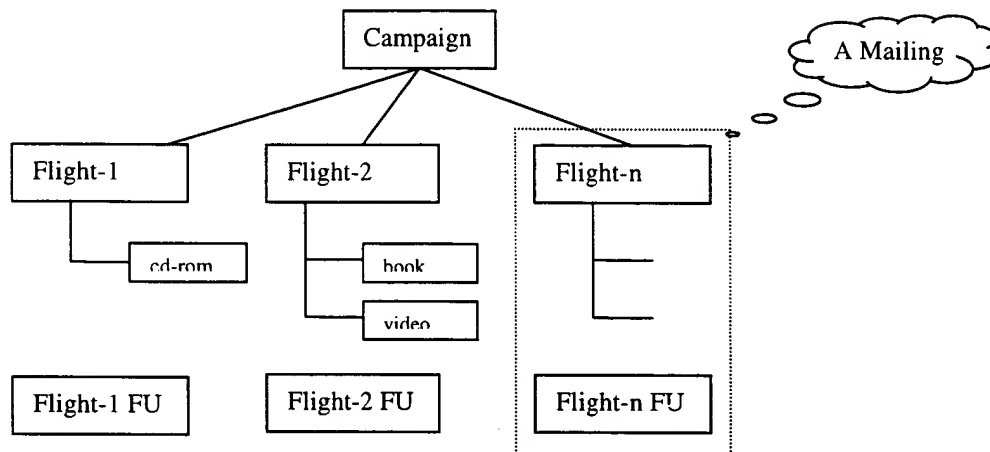 Campaign
A Mailing
Flight-1
Flight-2
Flight-n
cd-rom
book
video
Flight-1 FU
Flight-2 FU
Flight-n FU